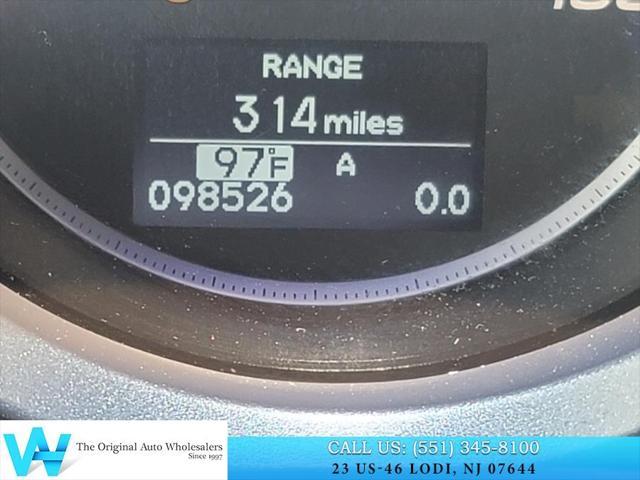 RANGE
314 miles
97°F A
098526 0.0
The Original Auto Wholesalers
Since 1997
CALL US: (551) 345-8100
23 US-46 LODI, NJ 07644